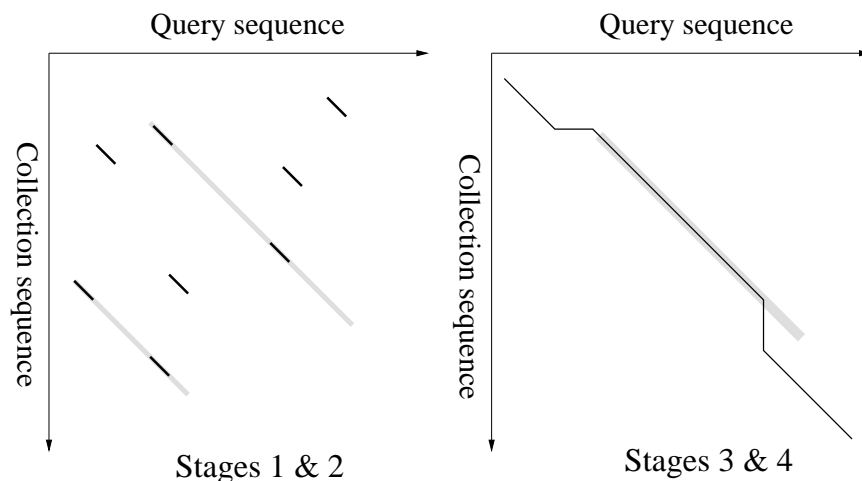 Query sequence
Collection sequence
Stages 1 & 2
Query sequence
Collection sequence
Stages 3 & 4